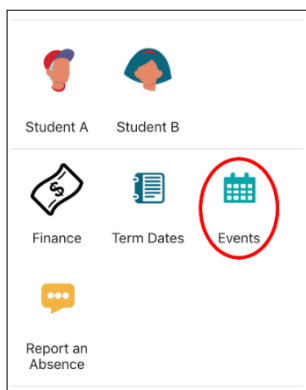 Student A Student B
Finance Term Dates Events
Report an
Absence